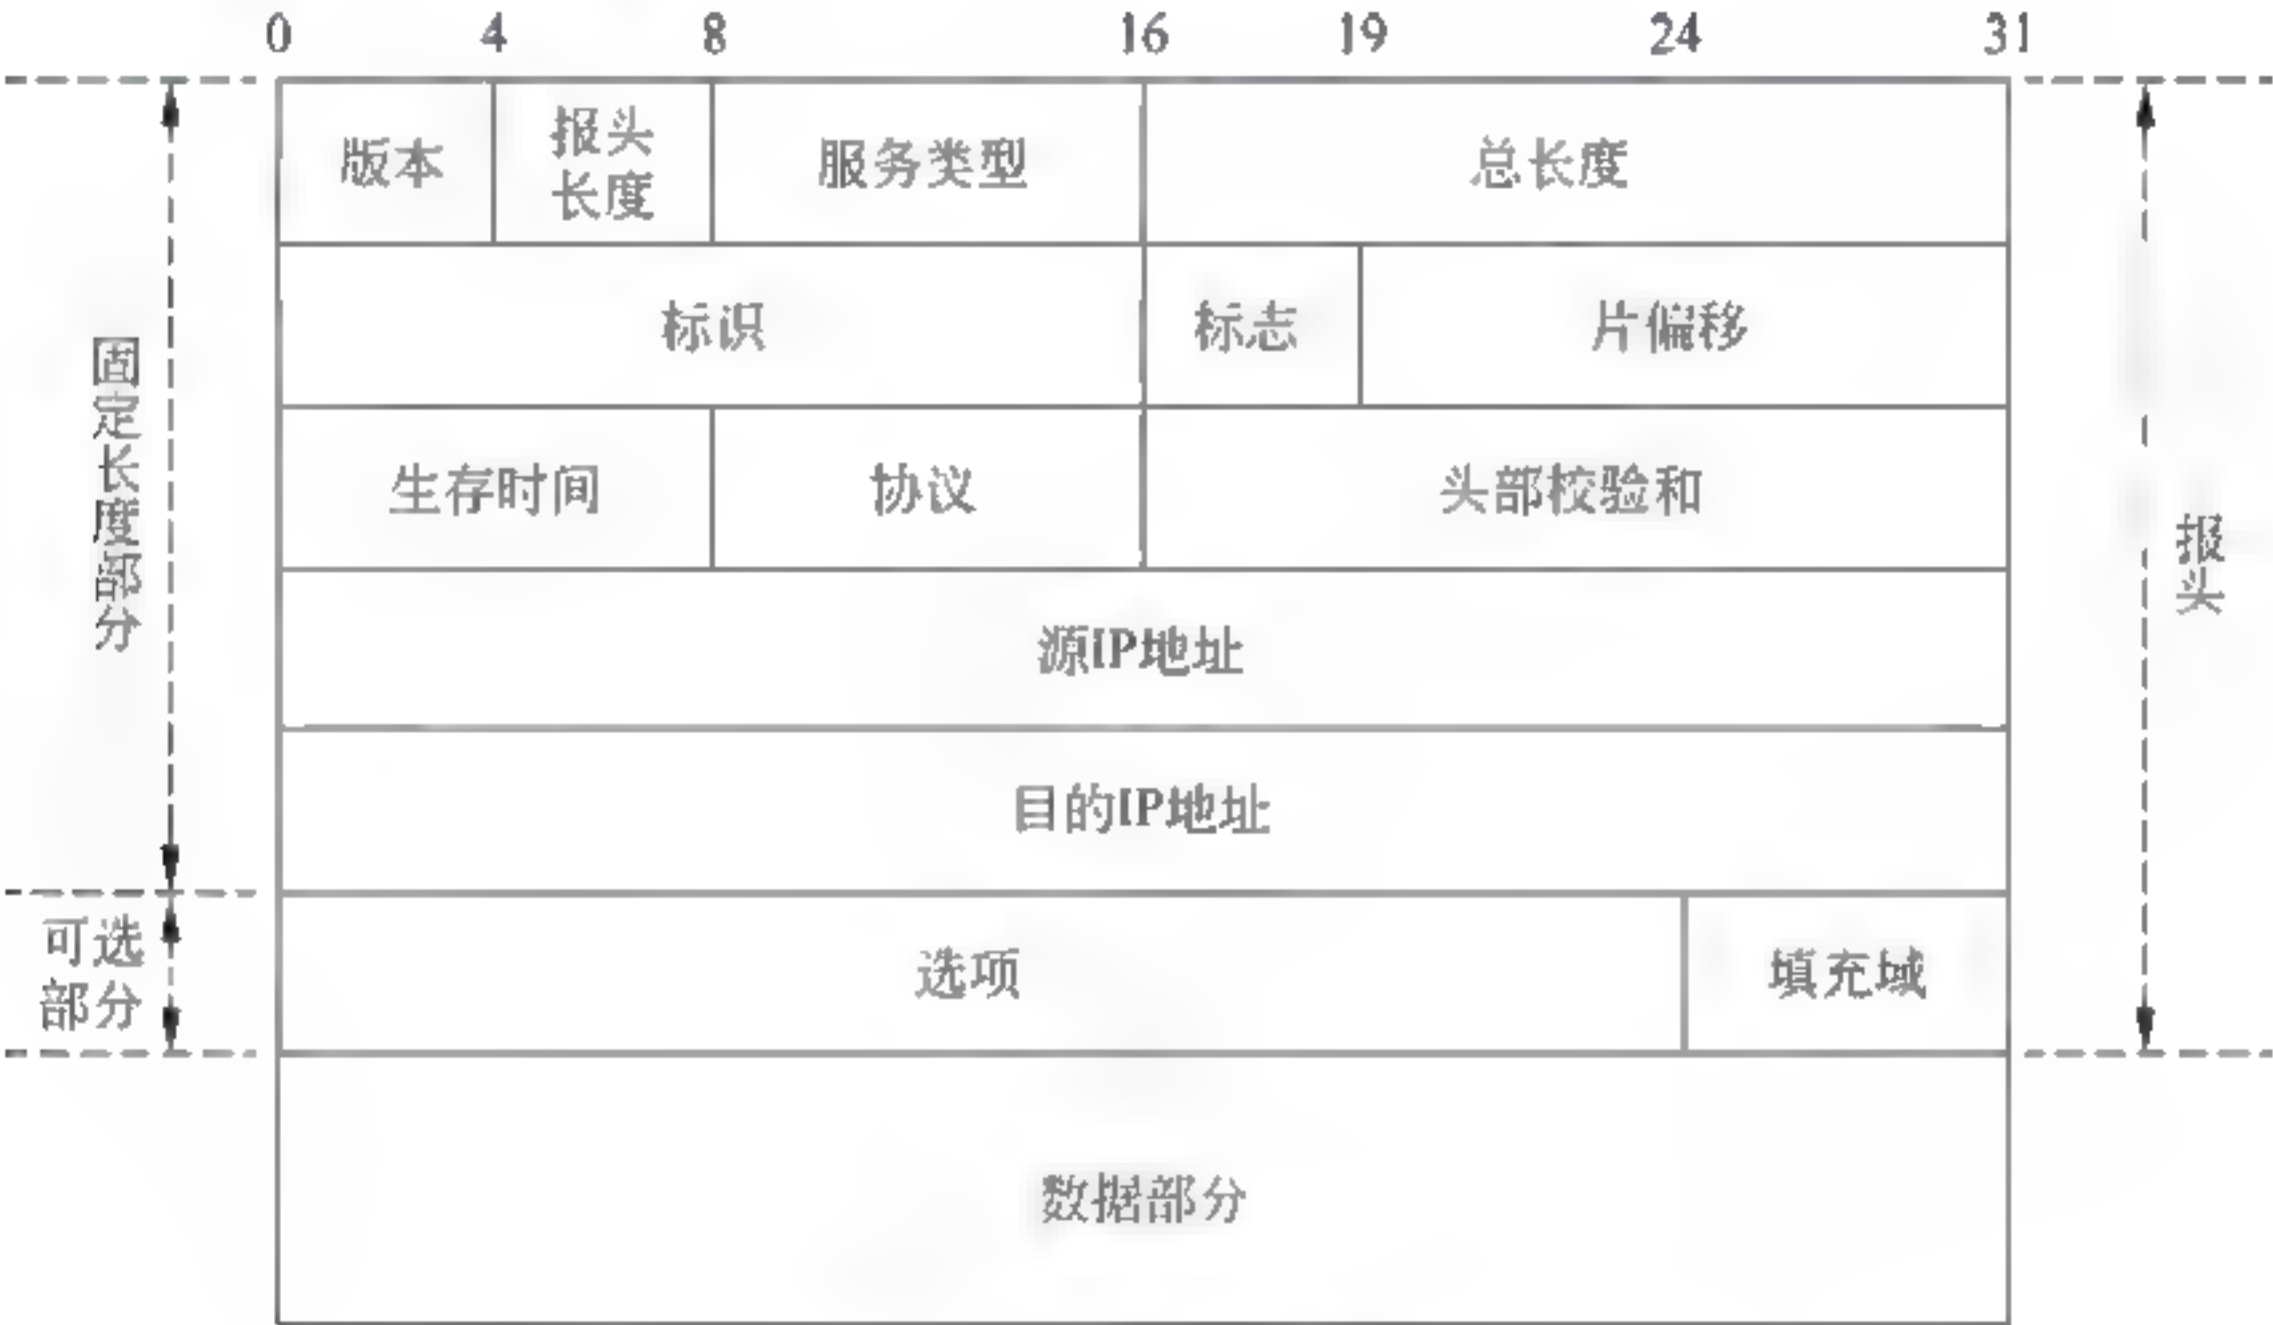 0 4 8 16 19 24 31
版本
报头
长度
服务类型
总长度
标识
标志
片偏移
生存时间
协议
头部校验和
源IP地址
目的IP地址
选项
填充域
数据部分
固定长度部分
可选
部分
报头